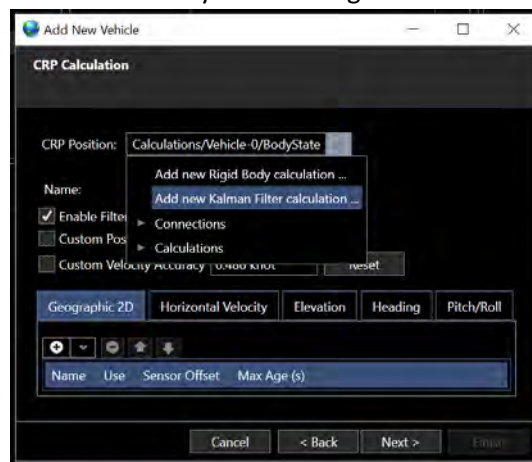 Add New Vehicle
CRP Calculation
CRP Position: Calculations/Vehicle-0/BodyState
Add new Rigid Body calculation ...
Name:
Add new Kalman Filter calculation ...
Enable Filter
Connections
Custom Pos
Calculations
Custom Velocity Accuracy 0.486 knot Reset
Geographic 2D Horizontal Velocity Elevation Heading Pitch/Roll
Name Use Sensor Offset Max Age (s)
Cancel < Back Next > Finish